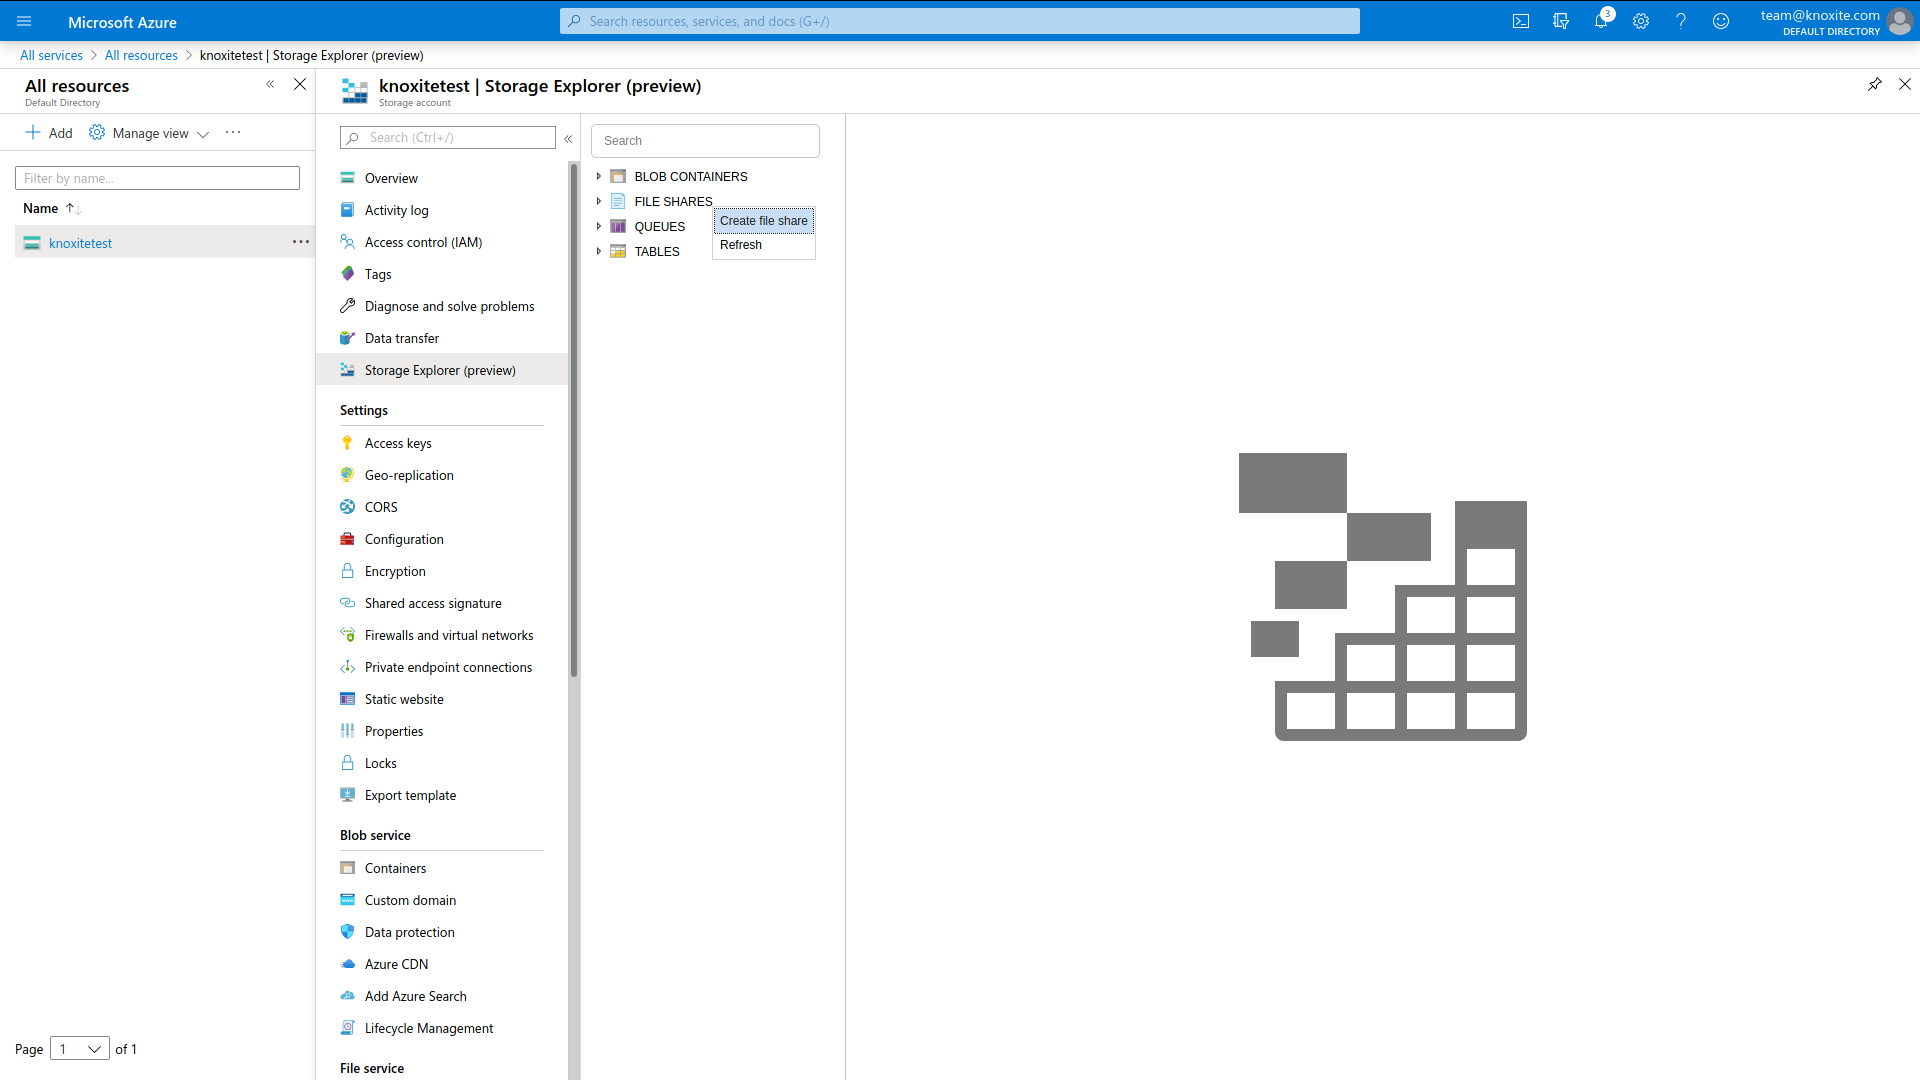 Microsoft Azure
Search resources, services, and docs (G+/)
3
team@knoxite.com
DEFAULT DIRECTORY
All services > All resources > knoxitetest | Storage Explorer (preview)
All resources
Default Directory
Add
Manage view
Filter by name...
Name
knoxitetest
Page 1 of 1
knoxitetest | Storage Explorer (preview)
Storage account
Search (Ctrl+/)
Overview
Activity log
Access control (IAM)
Tags
Diagnose and solve problems
Data transfer
Storage Explorer (preview)
Settings
Access keys
Geo-replication
CORS
Configuration
Encryption
Shared access signature
Firewalls and virtual networks
Private endpoint connections
Static website
Properties
Locks
Export template
Blob service
Containers
Custom domain
Data protection
Azure CDN
Add Azure Search
Lifecycle Management
File service
Search
BLOB CONTAINERS
FILE SHARES
QUEUES
TABLES
Create file share
Refresh